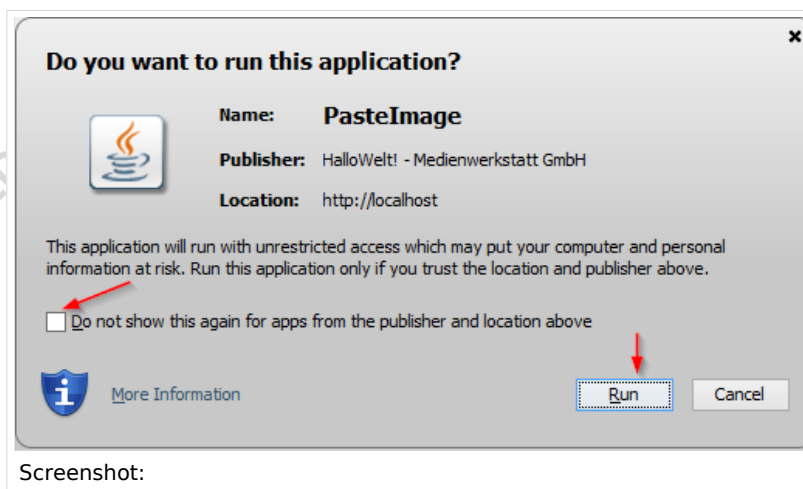 Do you want to run this application?
Name: PasteImage
Publisher: HalloWelt! - Medienwerkstatt GmbH
Location: http://localhost
This application will run with unrestricted access which may put your computer and personal
information at risk. Run this application only if you trust the location and publisher above.
Do not show this again for apps from the publisher and location above
More Information Run Cancel
Screenshot: